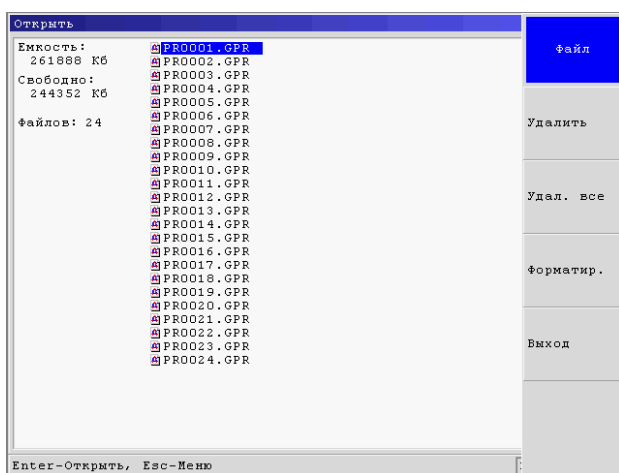 Открыть
Емкость:
261888 Кб
Свободно:
244352 Кб
Файлов: 24
PR0001.GPR
PR0002.GPR
PR0003.GPR
PR0004.GPR
PR0005.GPR
PR0006.GPR
PR0007.GPR
PR0008.GPR
PR0009.GPR
PR0010.GPR
PR0011.GPR
PR0012.GPR
PR0013.GPR
PR0014.GPR
PR0015.GPR
PR0016.GPR
PR0017.GPR
PR0018.GPR
PR0019.GPR
PR0020.GPR
PR0021.GPR
PR0022.GPR
PR0023.GPR
PR0024.GPR
Файл
Удалить
Удал. все
Форматир.
Выход
Enter-Открыть, Esc-Меню